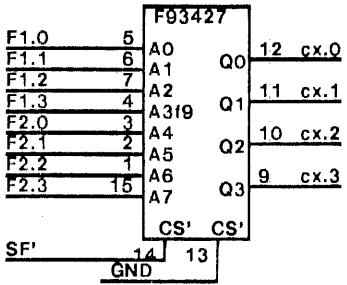 F93427
F1.0 5 A0
F1.1 6 A1
F1.2 7 A2
F1.3 4 A3f9
F2.0 3 A4
F2.1 2 A5
F2.2 1 A6
F2.3 15 A7
Q0 12 cx.0
Q1 11 cx.1
Q2 10 cx.2
Q3 9 cx.3
CS' CS'
SF' 14 13
GND